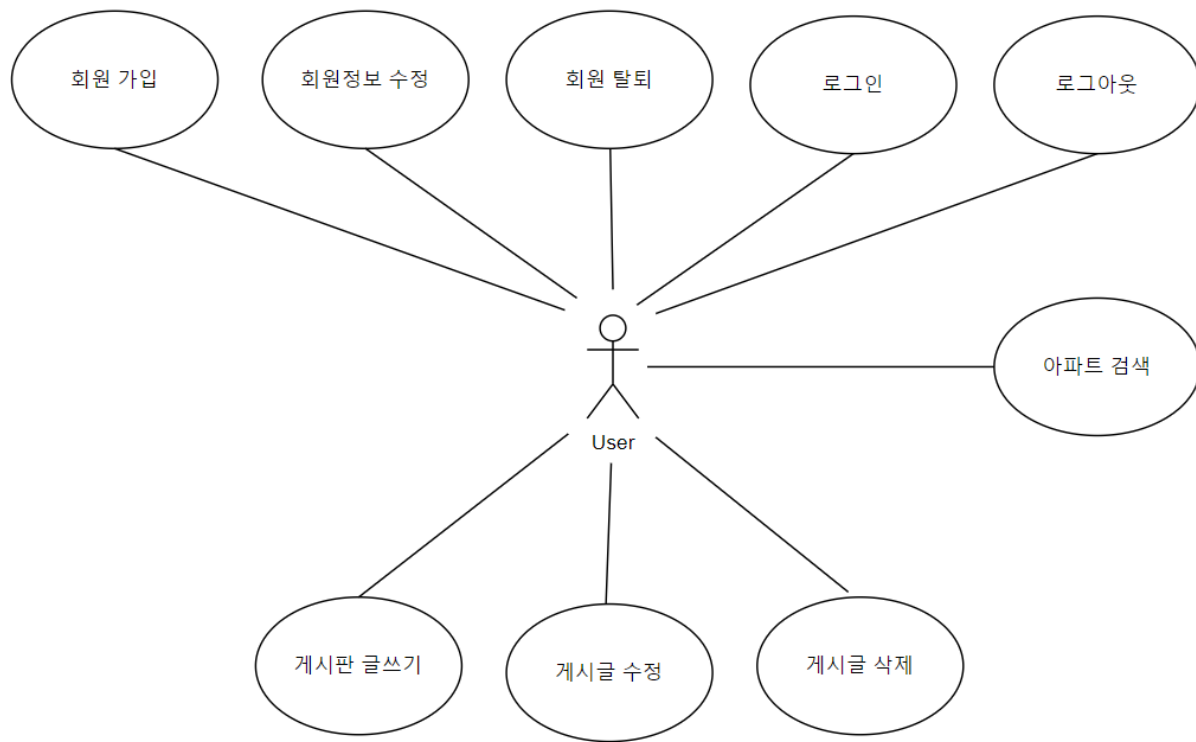 회원 가입
회원정보 수정
회원 탈퇴
로그인
로그아웃
아파트 검색
User
게시판 글쓰기
게시글 수정
게시글 삭제